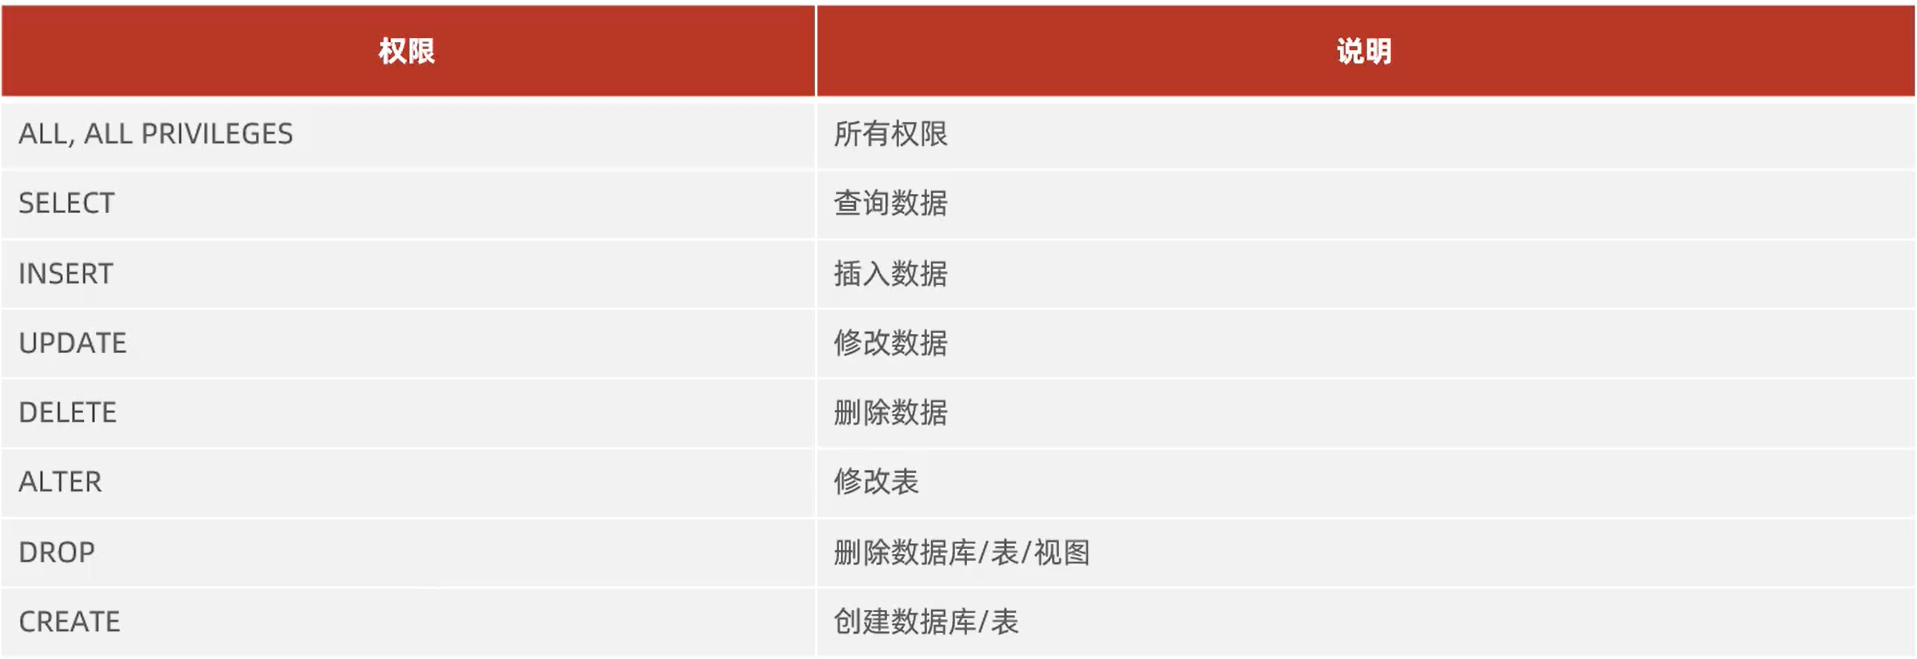 权限 说明
ALL, ALL PRIVILEGES 所有权限
SELECT 查询数据
INSERT 插入数据
UPDATE 修改数据
DELETE 删除数据
ALTER 修改表
DROP 删除数据库/表/视图
CREATE 创建数据库/表